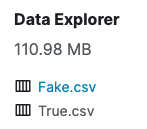 Data Explorer
110.98 MB
Fake.csv
True.csv